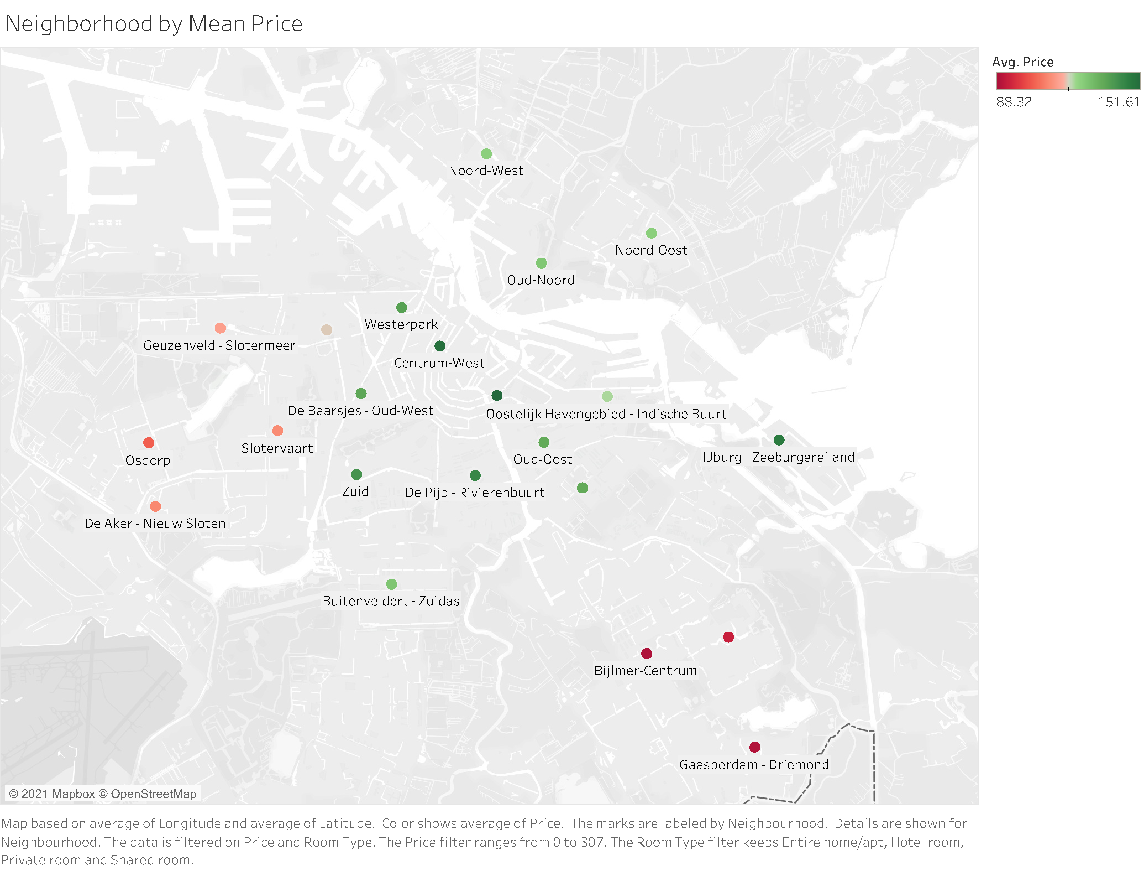 Neighborhood by Mean Price
Avg. Price
88.32
151.61
Noord-West
Noord-Oost
Oud-Noord
Westerpark
Geuzenveld - Slotermeer
Centrum-West
De Baarsjes - Oud-West
Oostelijk Havengebied - Indische Buurt
Slotervaart
Osdorp
Oud-Oost
IJburg - Zeeburgereiland
Zuid
De Pijp - Rivierenbuurt
De Aker - Nieuw Sloten
Buitenveldert - Zuidas
Bijlmer-Centrum
Gaasperdam - Driemond
© 2021 Mapbox © OpenStreetMap
Map based on average of Longitude and average of Latitude. Color shows average of Price. The marks are labeled by Neighbourhood. Details are shown for
Neighbourhood. The data is filtered on Price and Room Type. The Price filter ranges from 0 to 307. The Room Type filter keeps Entire home/apt, Hotel room,
Private room and Shared room.